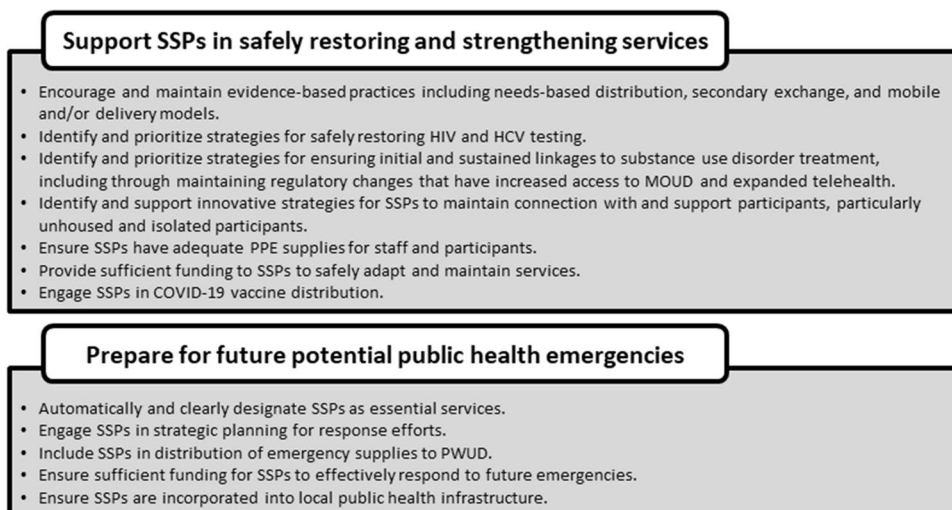 Support SSPs in safely restoring and strengthening services
• Encourage and maintain evidence-based practices including needs-based distribution, secondary exchange, and mobile
and/or delivery models.
• Identify and prioritize strategies for safely restoring HIV and HCV testing.
• Identify and prioritize strategies for ensuring initial and sustained linkages to substance use disorder treatment,
including through maintaining regulatory changes that have increased access to MOUD and expanded telehealth.
• Identify and support innovative strategies for SSPs to maintain connection with and support participants, particularly
unhoused and isolated participants.
• Ensure SSPs have adequate PPE supplies for staff and participants.
• Provide sufficient funding to SSPs to safely adapt and maintain services.
• Engage SSPs in COVID-19 vaccine distribution.
Prepare for future potential public health emergencies
• Automatically and clearly designate SSPs as essential services.
• Engage SSPs in strategic planning for response efforts.
• Include SSPs in distribution of emergency supplies to PWUD.
• Ensure sufficient funding for SSPs to effectively respond to future emergencies.
• Ensure SSPs are incorporated into local public health infrastructure.